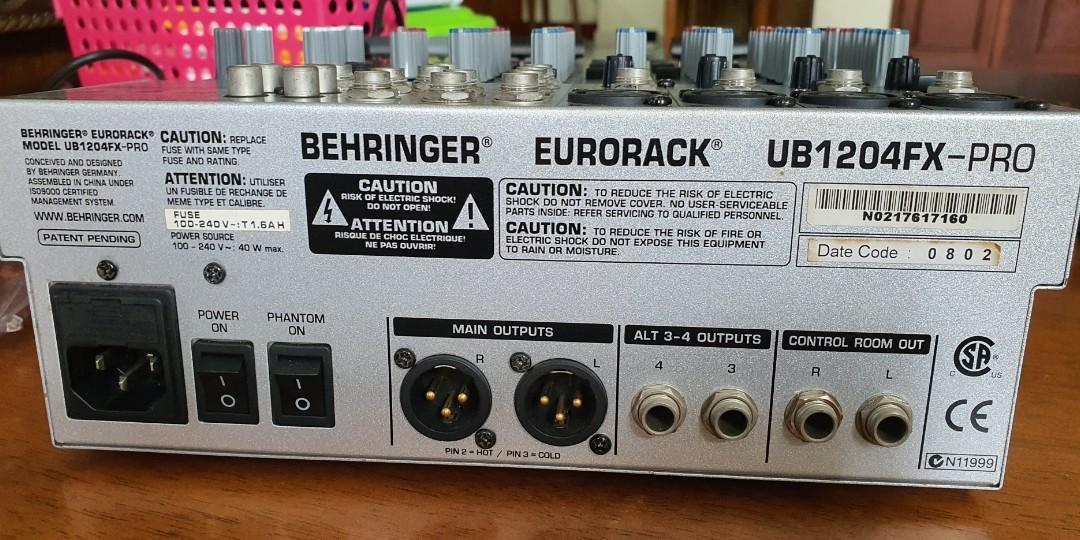 BEHRINGER® EURORACK®
MODEL UB1204FX-PRO
CONCEIVED AND DESIGNED
BY BEHRINGER GERMANY.
ASSEMBLED IN CHINA UNDER
ISO9000 CERTIFIED
MANAGEMENT SYSTEM.
WWW.BEHRINGER.COM
PATENT PENDING
CAUTION: REPLACE
FUSE WITH SAME TYPE
FUSE AND RATING.
ATTENTION: UTILISER
UN FUSIBLE DE RECHANGE DE
MEME TYPE ET CALIBRE.
FUSE
100-240V~:T1.6AH
POWER SOURCE
100 - 240 V~: 40 W max.
BEHRINGER® EURORACK® UB1204FX-PRO
CAUTION
RISK OF ELECTRIC SHOCK!
DO NOT OPEN!
ATTENTION
RISQUE DE CHOC ELECTRIQUE!
NE PAS OUVRIR!
CAUTION: TO REDUCE THE RISK OF ELECTRIC
SHOCK DO NOT REMOVE COVER. NO USER-SERVICEABLE
PARTS INSIDE: REFER SERVICING TO QUALIFIED PERSONNEL.
CAUTION: TO REDUCE THE RISK OF FIRE OR
ELECTRIC SHOCK DO NOT EXPOSE THIS EQUIPMENT
TO RAIN OR MOISTURE.
N0217617160
Date Code : 0802
POWER
ON
PHANTOM
ON
MAIN OUTPUTS
R L
PIN 2 = HOT / PIN 3 = COLD
ALT 3-4 OUTPUTS
4 3
CONTROL ROOM OUT
R L
C SA® US
CE
N11999